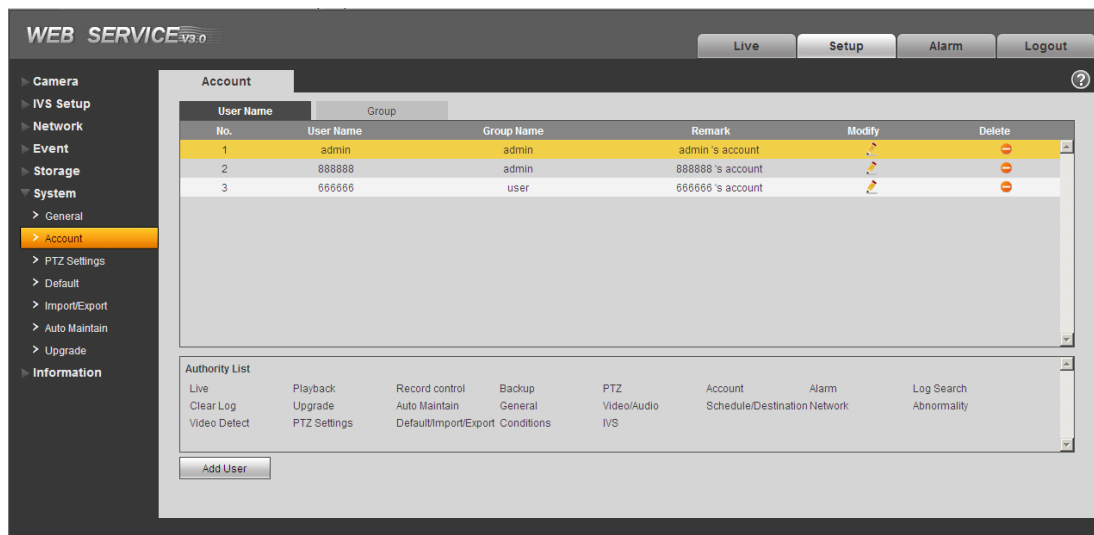 WEB SERVICE V3.0
Live Setup Alarm Logout
Camera
IVS Setup
Network
Event
Storage
System
General
Account
PTZ Settings
Default
Import/Export
Auto Maintain
Upgrade
Information
Account
User Name Group
No. User Name Group Name Remark Modify Delete
1 admin admin admin 's account
2 888888 admin 888888 's account
3 666666 user 666666 's account
Authority List
Live Playback Record control Backup PTZ Account Alarm Log Search
Clear Log Upgrade Auto Maintain General Video/Audio Schedule/Destination Network Abnormality
Video Detect PTZ Settings Default/Import/Export Conditions IVS
Add User